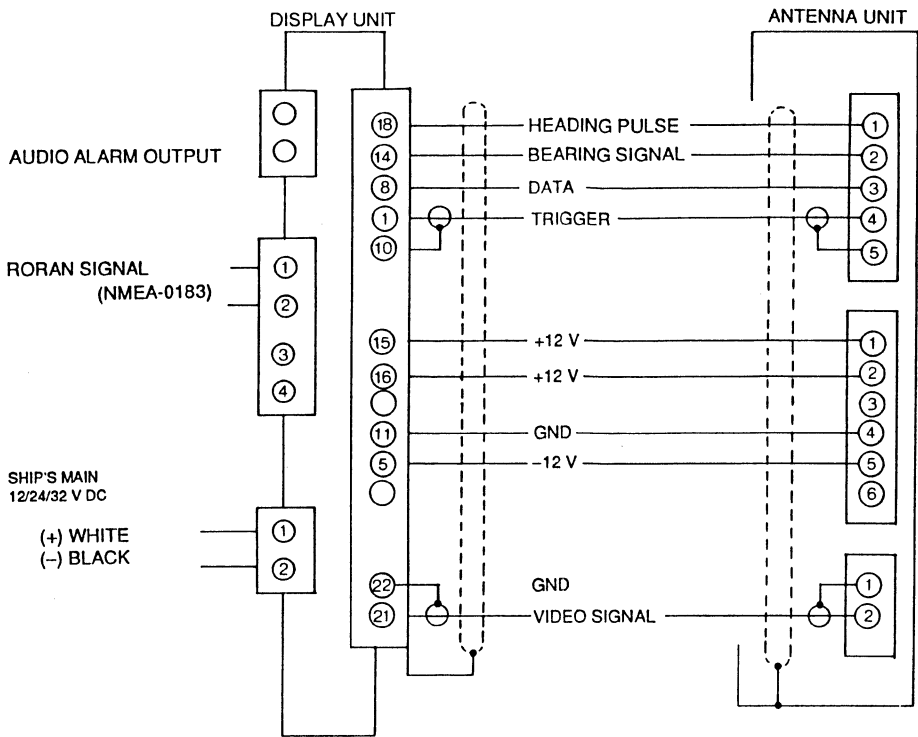 DISPLAY UNIT
ANTENNA UNIT
18 HEADING PULSE 1
AUDIO ALARM OUTPUT
14 BEARING SIGNAL 2
8 DATA 3
1 TRIGGER 4
10 5
RORAN SIGNAL 1
(NMEA-0183) 2
3
4
15 +12 V 1
16 +12 V 2
3
11 GND 4
5 -12 V 5
6
SHIP'S MAIN
12/24/32 V DC
(+) WHITE 1
(-) BLACK 2
22 GND 1
21 VIDEO SIGNAL 2